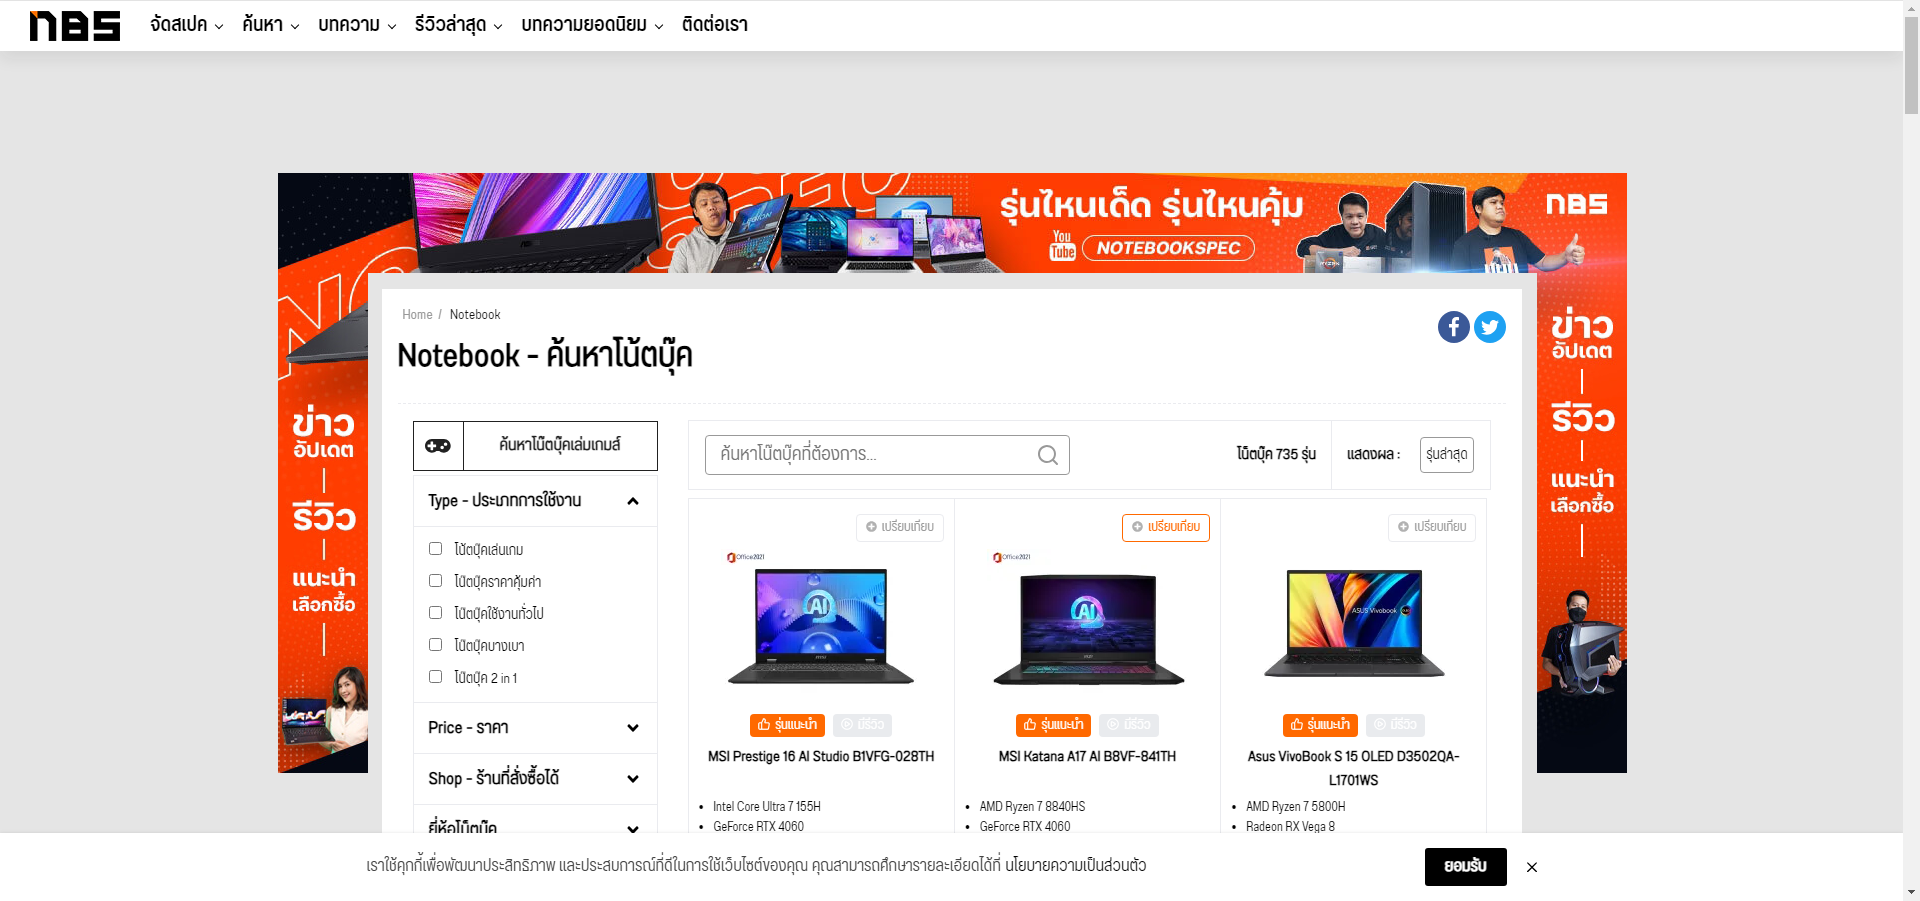 nBS
จัดสเปค
ค้นหา
บทความ
รีวิวล่าสุด
บทความยอดนิยม
ติดต่อเรา
รุ่นไหนเด็ด รุ่นไหนคุ้ม
You Tube NOTEBOOKSPEC
nBS
ข่าว
อัปเดต
รีวิว
แนะนำ
เลือกซื้อ
ข่าว
อัปเดต
รีวิว
แนะนำ
เลือกซื้อ
Home / Notebook
Notebook - ค้นหาโน้ตบุ๊ค
ค้นหาโน๊ตบุ๊คเล่มเกมส์
Type - ประเภทการใช้งาน
โน้ตบุ๊คเล่นเกม
โน๊ตบุ๊คราคาคุ้มค่า
โน๊ตบุ๊คใช้งานทั่วไป
โน๊ตบุ๊คบางเบา
โน้ตบุ๊ค 2 in 1
Price - ราคา
Shop - ร้านที่สั่งซื้อได้
ยี่ห้อโน็ตบุ๊ค
ค้นหาโน๊ตบุ๊คที่ต้องการ...
โน็ตบุ๊ค 735 รุ่น
แสดงผล :
รุ่นล่าสุด
เปรียบเทียบ
Office2021
AI
รุ่นแนะนำ
มีรีวิว
MSI Prestige 16 AI Studio B1VFG-028TH
Intel Core Ultra 7 155H
GeForce RTX 4060
เปรียบเทียบ
Office2021
AI
รุ่นแนะนำ
มีรีวิว
MSI Katana A17 AI B8VF-841TH
AMD Ryzen 7 8840HS
GeForce RTX 4060
เปรียบเทียบ
ASUS Vivobook
รุ่นแนะนำ
มีรีวิว
Asus VivoBook S 15 OLED D3502QA-
L1701WS
AMD Ryzen 7 5800H
Radeon RX Vega 8
เราใช้คุกกี้เพื่อพัฒนาประสิทธิภาพ และประสบการณ์ที่ดีในการใช้เว็บไซต์ของคุณ คุณสามารถศึกษารายละเอียดได้ที่ นโยบายความเป็นส่วนตัว
ยอมรับ